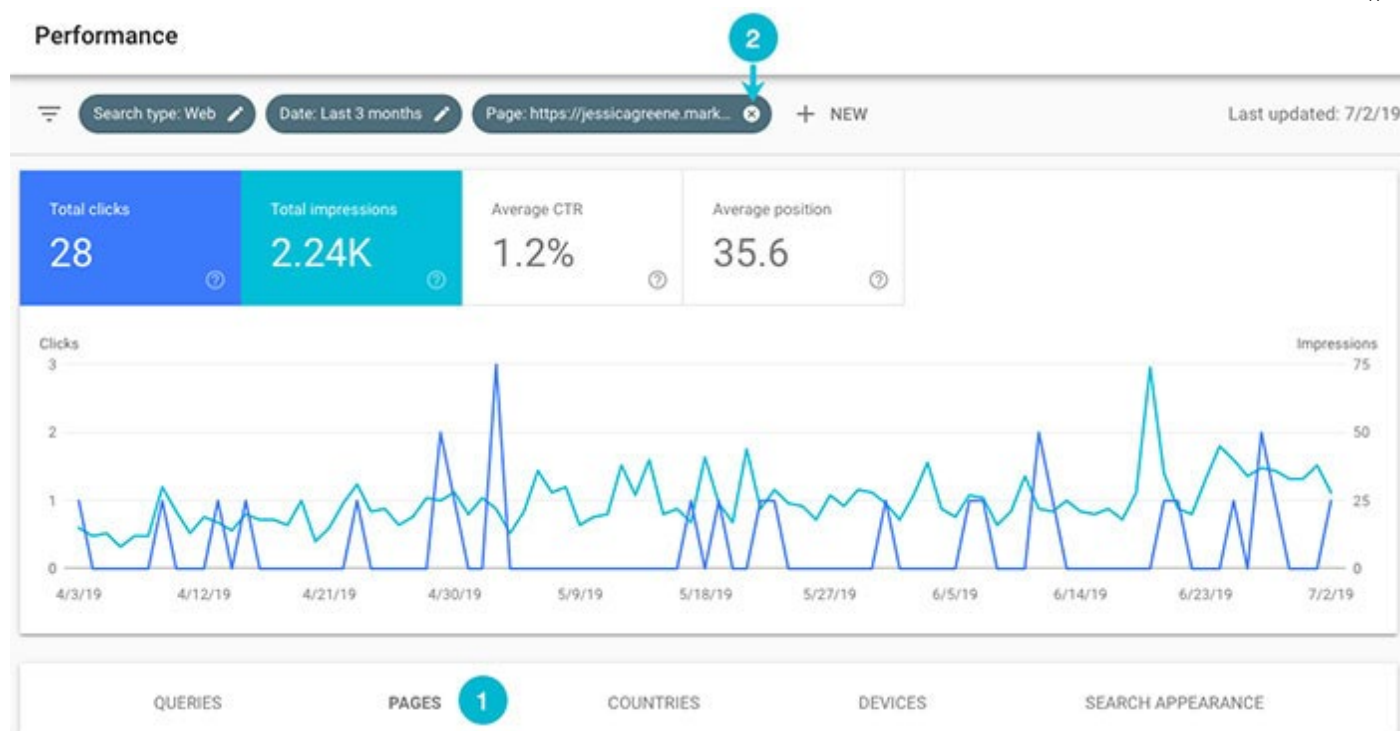 Performance
2
Search type: Web
Date: Last 3 months
Page: https://jessicagreene.mark...
+ NEW
Last updated: 7/2/19
Total clicks
28
Total impressions
2.24K
Average CTR
1.2%
Average position
35.6
Clicks
Impressions
3
75
2
50
1
25
0
0
4/3/19 4/12/19 4/21/19 4/30/19 5/9/19 5/18/19 5/27/19 6/5/19 6/14/19 6/23/19 7/2/19
QUERIES PAGES 1 COUNTRIES DEVICES SEARCH APPEARANCE